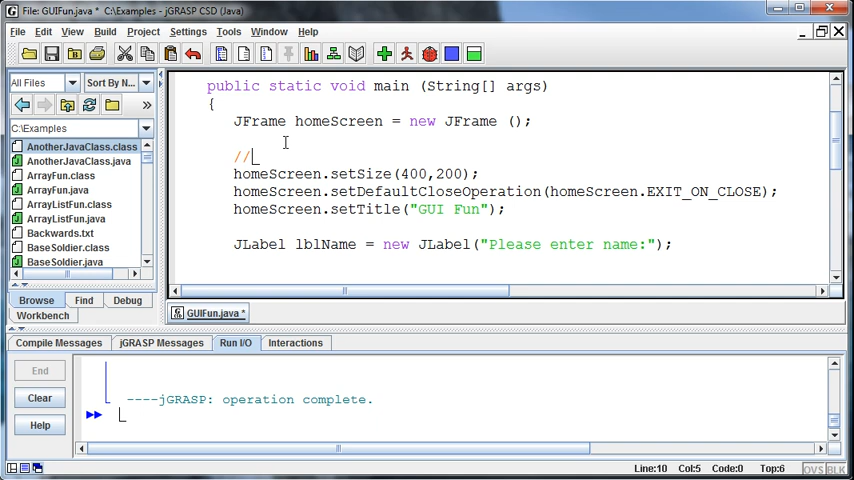 File: GUIFun.java *  C:\Examples - jGRASP CSD (Java)
File Edit View Build Project Settings Tools Window Help
All Files Sort By N...
C:\Examples
AnotherJavaClass.class
AnotherJavaClass.java
ArrayFun.class
ArrayFun.java
ArrayListFun.class
ArrayListFun.java
Backwards.txt
BaseSoldier.class
BaseSoldier.java
Browse Find Debug
Workbench
public static void main (String[] args)
{
JFrame homeScreen = new JFrame ();
//
homeScreen.setSize(400,200);
homeScreen.setDefaultCloseOperation(homeScreen.EXIT_ON_CLOSE);
homeScreen.setTitle("GUI Fun");
JLabel lblName = new JLabel("Please enter name:");
GUIFun.java *
Compile Messages jGRASP Messages Run I/O Interactions
End
Clear
Help
----jGRASP: operation complete.
Line:10 Col:5 Code:0 Top:6 OVS BLK